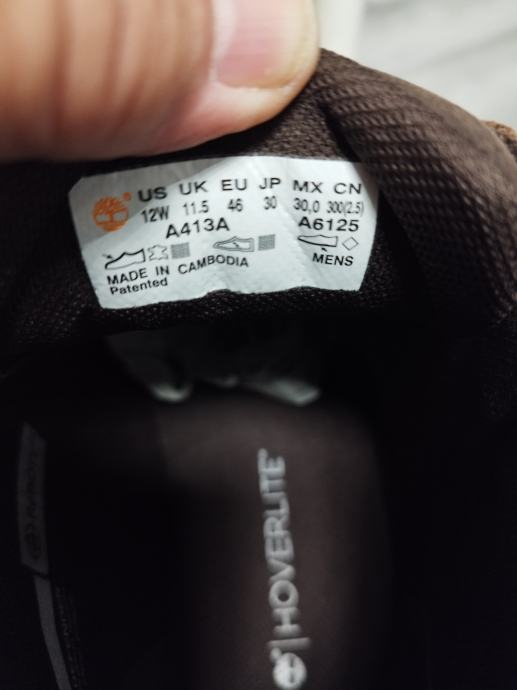 US UK EU JP MX CN
12W 11.5 46 30 30,0 300(2.5)
A413A A6125
MADE IN CAMBODIA MENS
Patented
HOVERLITE